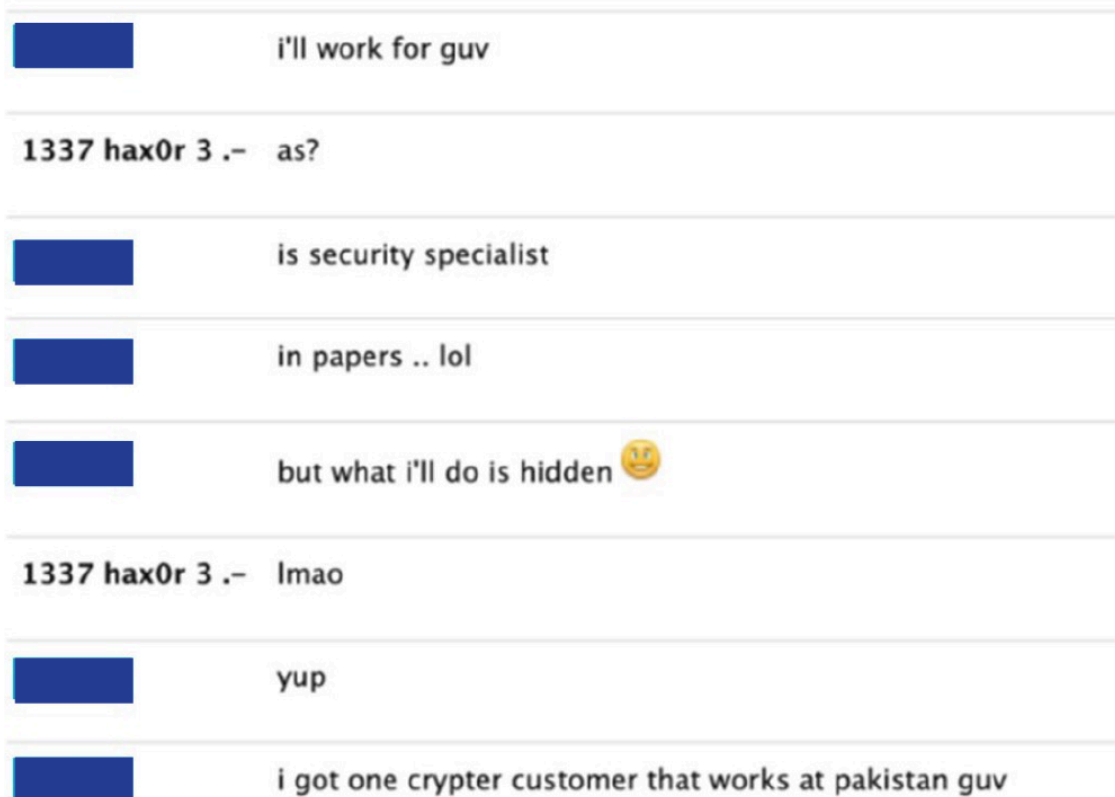 i'll work for guv
1337 hax0r 3 .- as?
is security specialist
in papers .. lol
but what i'll do is hidden
1337 hax0r 3 .- lmao
yup
i got one crypter customer that works at pakistan guv